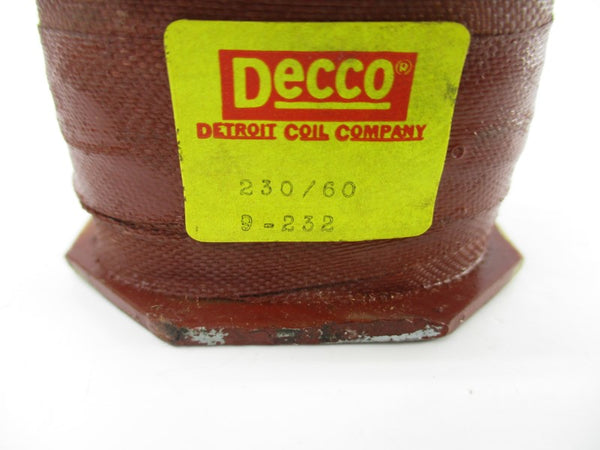 Decco®
DETROIT COIL COMPANY
230/60
9-232